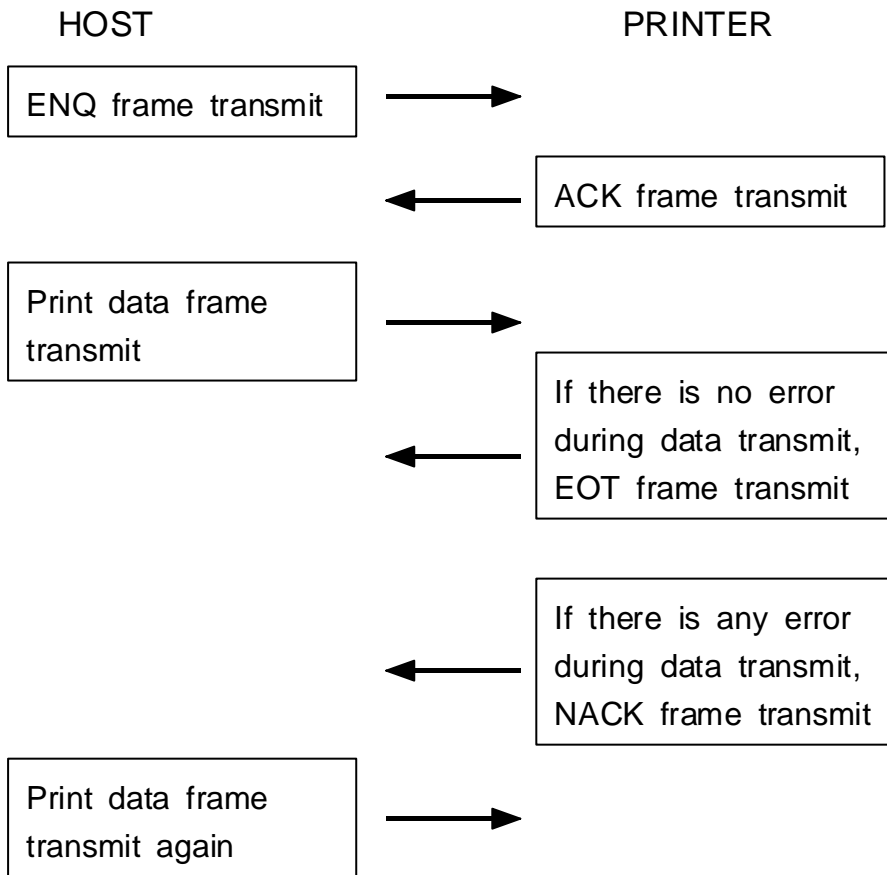 HOST
PRINTER
ENQ frame transmit
ACK frame transmit
Print data frame
transmit
If there is no error
during data transmit,
EOT frame transmit
If there is any error
during data transmit,
NACK frame transmit
Print data frame
transmit again